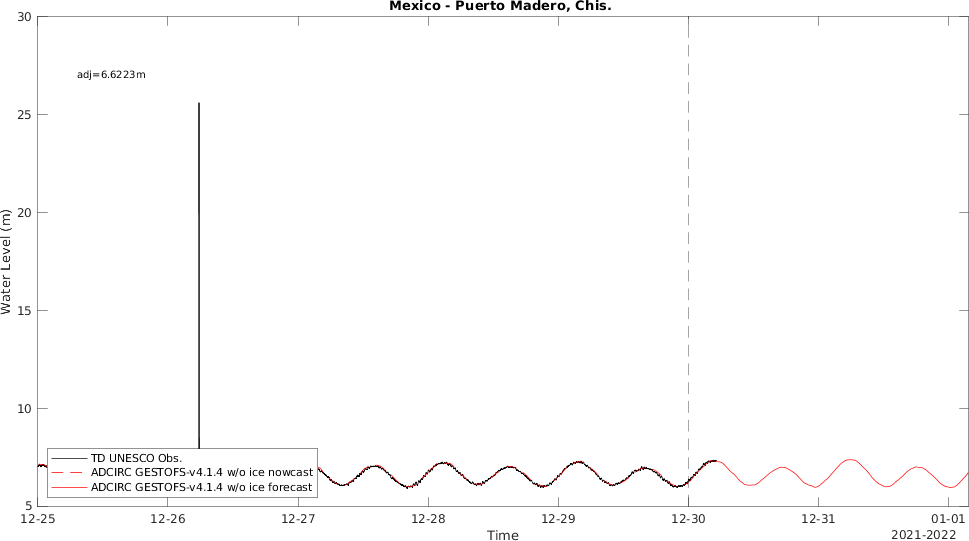 Mexico - Puerto Madero, Chis.
30
adj=6.6223m
25
20
Water Level (m)
15
10
TD UNESCO Obs.
ADCIRC GESTOFS-v4.1.4 w/o ice nowcast
ADCIRC GESTOFS-v4.1.4 w/o ice forecast
5
12-25 12-26 12-27 12-28 12-29 12-30 12-31 01-01
Time
2021-2022